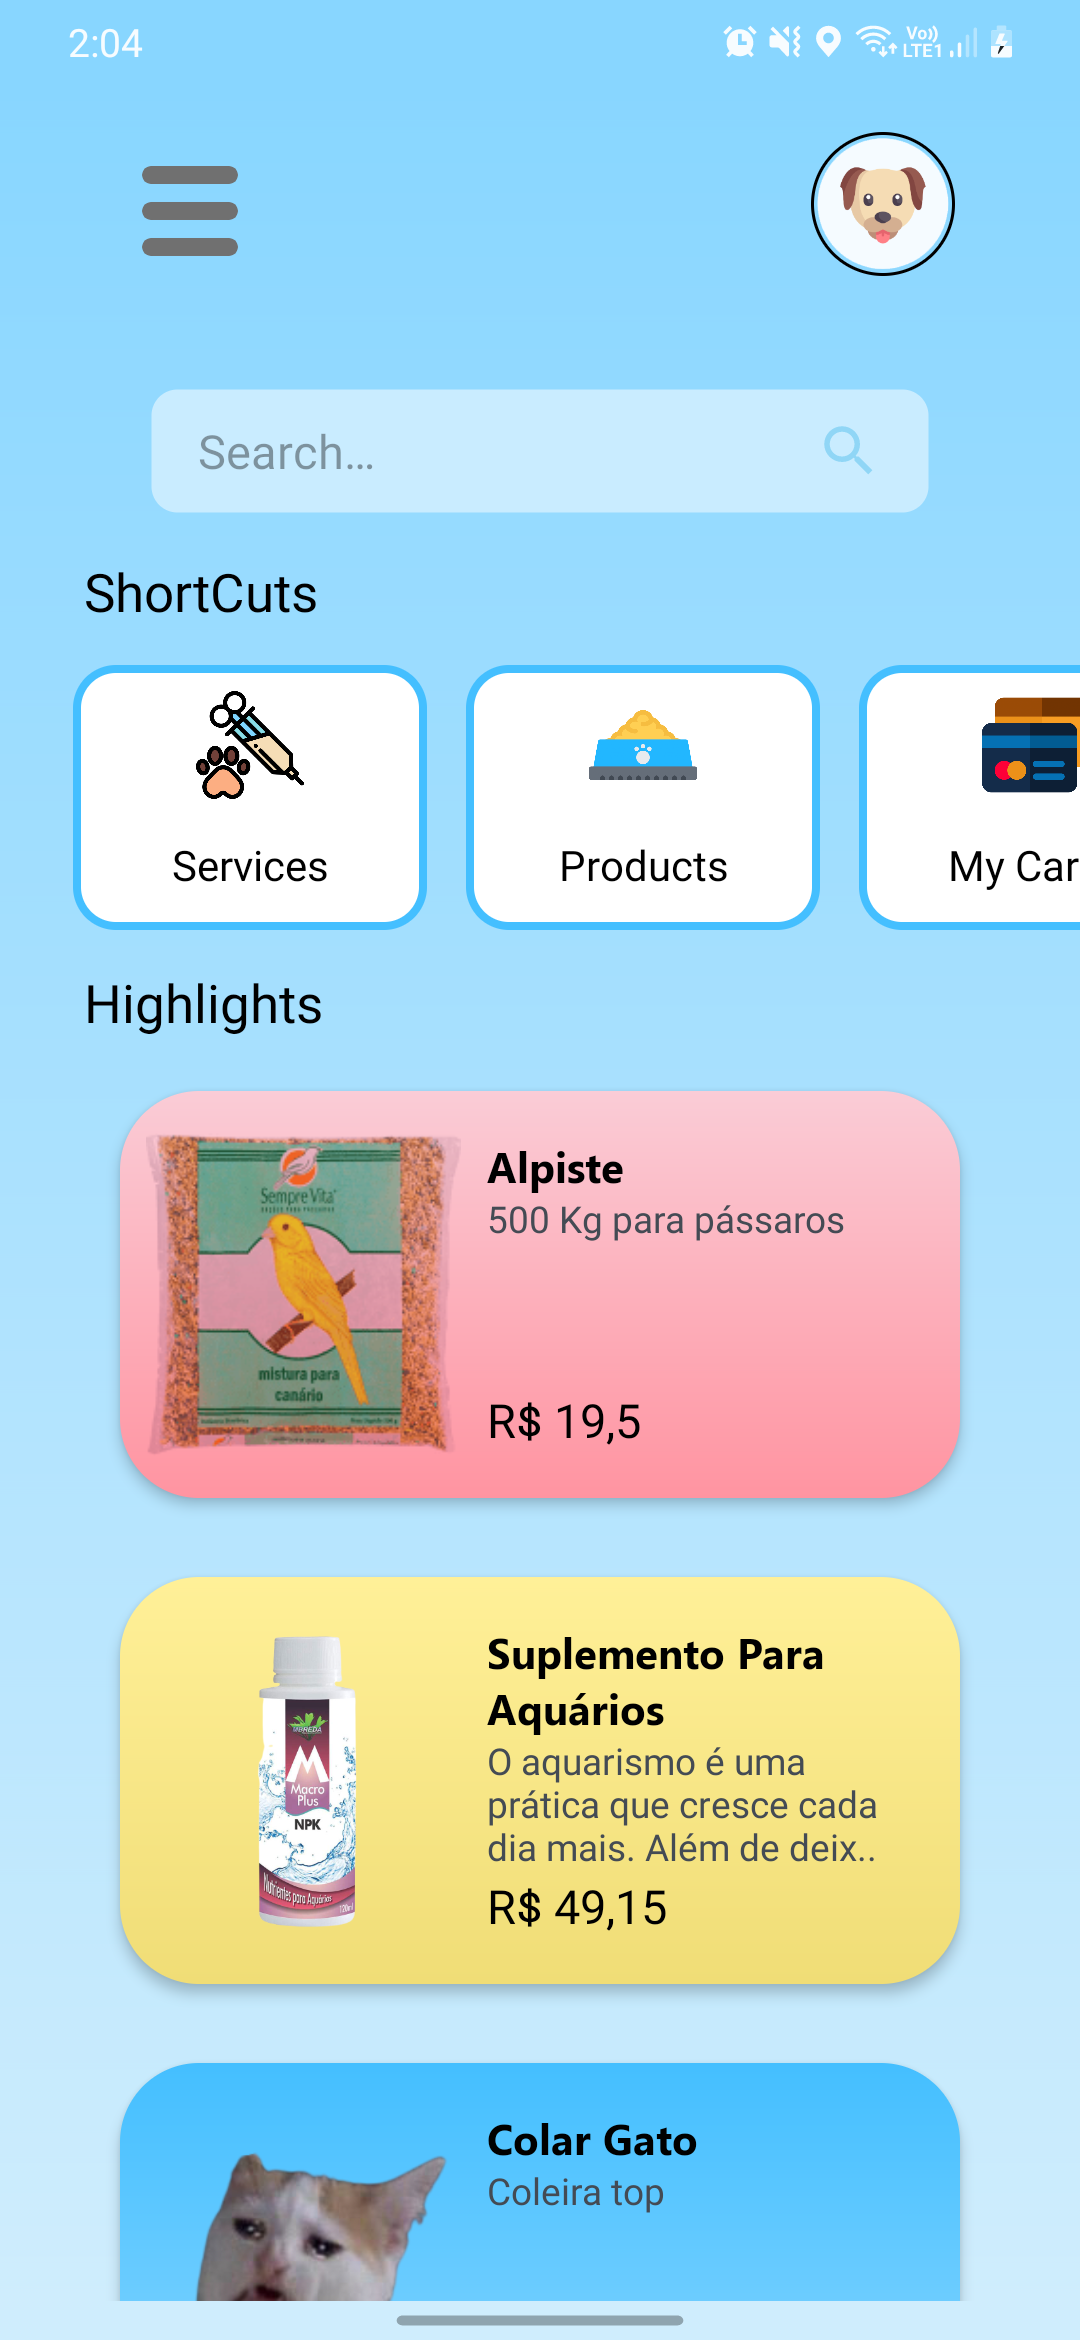 2:04
Vo))
LTE1
Search...
ShortCuts
Services
Products
My Car
Highlights
Sempre Vita
mistura para
canário
Alpiste
500 Kg para pássaros
R$ 19,5
MBREDA
M
Macro
Plus
NPK
Nutrientes para Aquários
120ml
Suplemento Para
Aquários
O aquarismo é uma
prática que cresce cada
dia mais. Além de deix..
R$ 49,15
Colar Gato
Coleira top